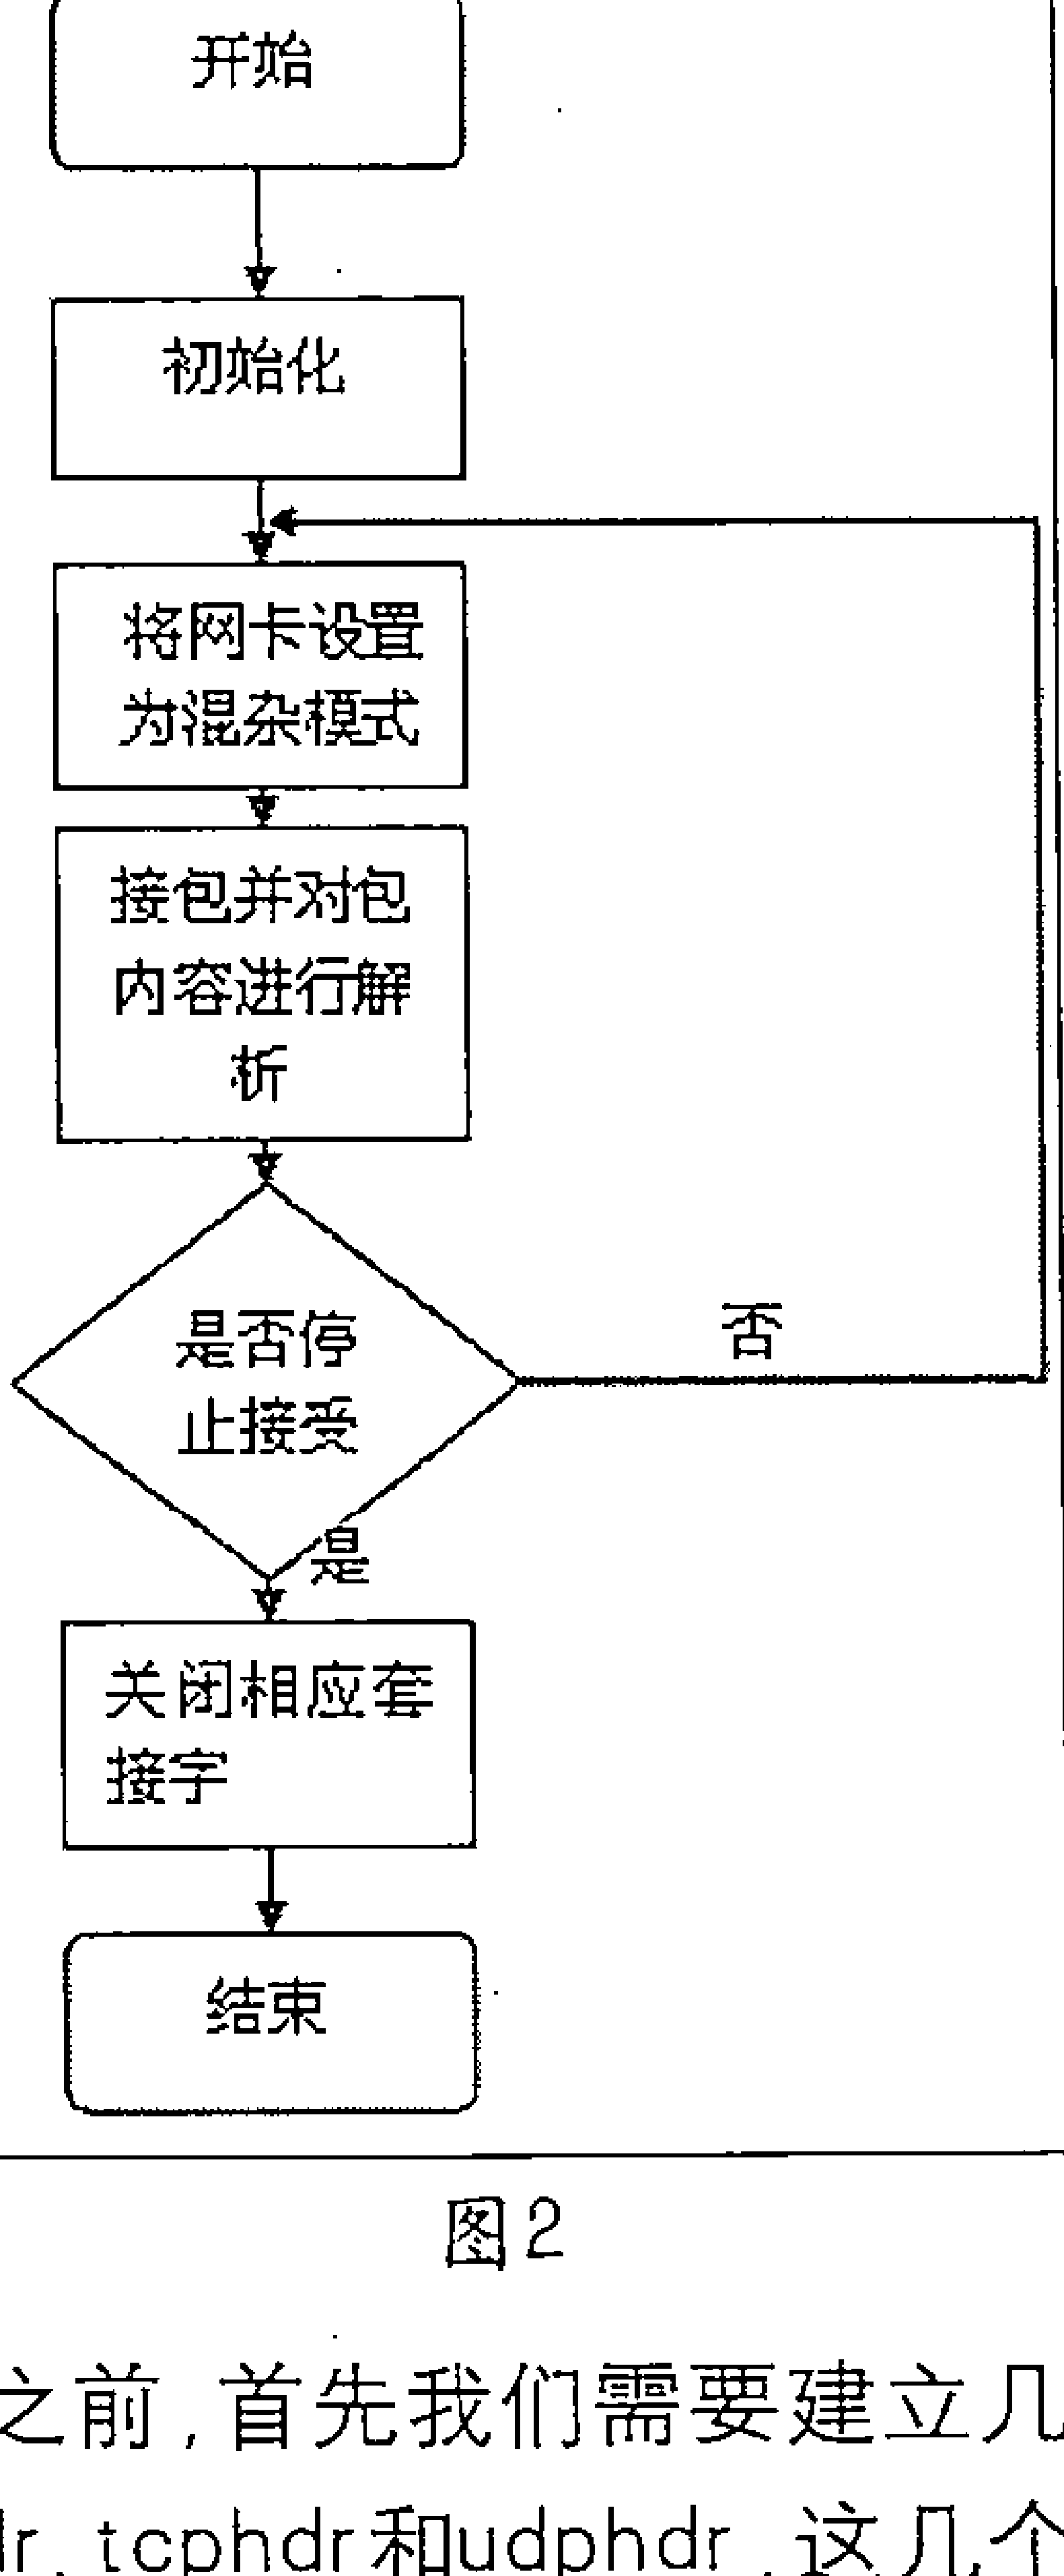 开始
初始化
将网卡设置
为混杂模式
接包并对包
内容进行解
析
是否停
止接受
否
是
关闭相应套
接字
结束
图2
之前,首先我们需要建立几
dr, tcphdr和udphdr,这几个